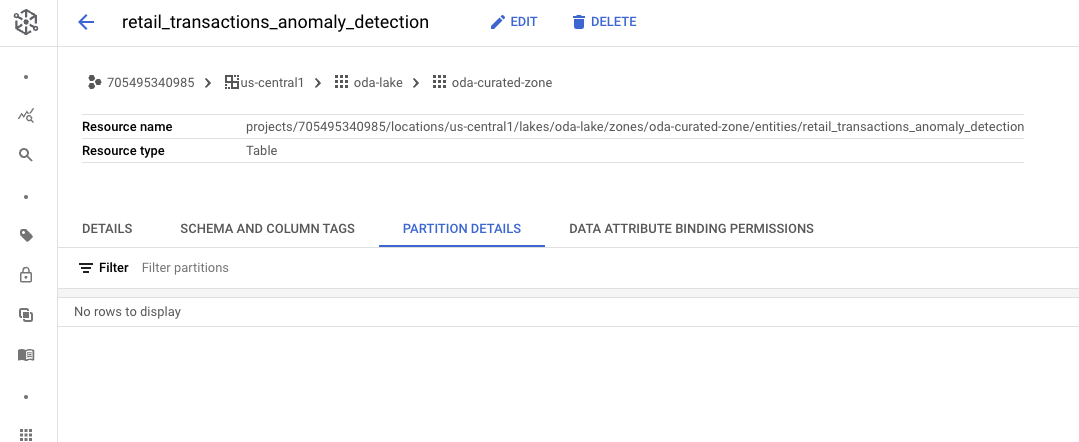 retail_transactions_anomaly_detection EDIT DELETE
705495340985 us-central1 oda-lake oda-curated-zone
Resource name projects/705495340985/locations/us-central1/lakes/oda-lake/zones/oda-curated-zone/entities/retail_transactions_anomaly_detection
Resource type Table
DETAILS SCHEMA AND COLUMN TAGS PARTITION DETAILS DATA ATTRIBUTE BINDING PERMISSIONS
Filter Filter partitions
No rows to display